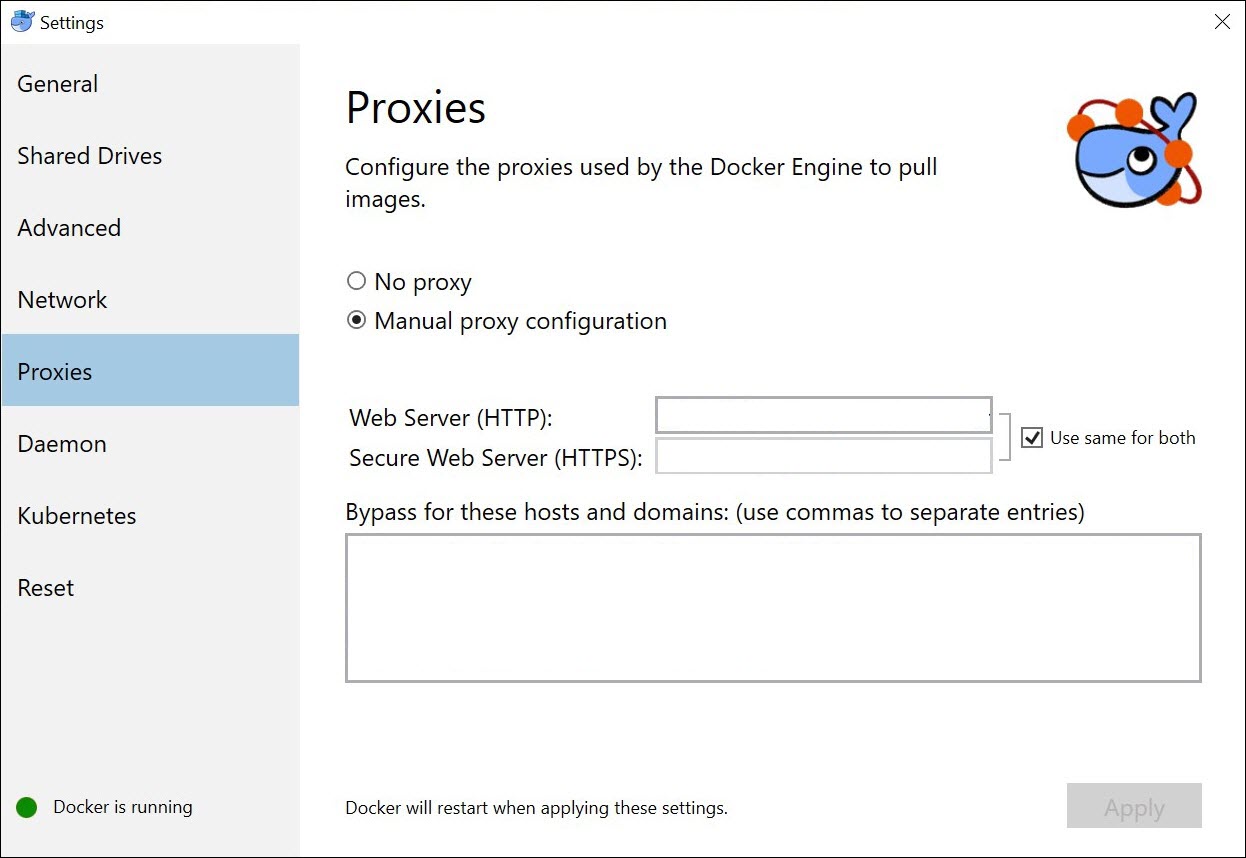 Settings
General
Shared Drives
Advanced
Network
Proxies
Daemon
Kubernetes
Reset
Docker is running
Proxies
Configure the proxies used by the Docker Engine to pull
images.
No proxy
Manual proxy configuration
Web Server (HTTP):
Secure Web Server (HTTPS):
Use same for both
Bypass for these hosts and domains: (use commas to separate entries)
Docker will restart when applying these settings.
Apply